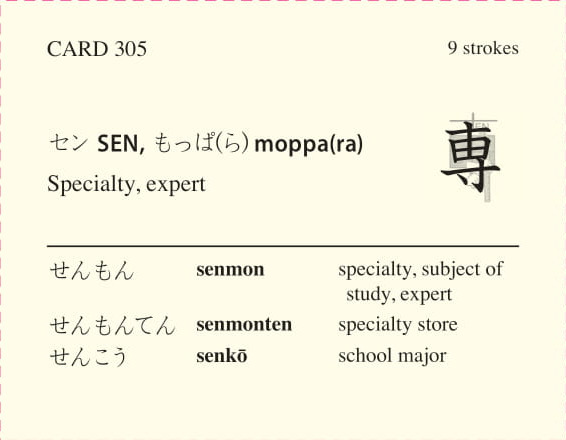 CARD 305 9 strokes
セン SEN, もっぱ(ら) moppa(ra)
専
Specialty, expert
せんもん senmon specialty, subject of
study, expert
せんもんてん senmonten specialty store
せんこう senkō school major